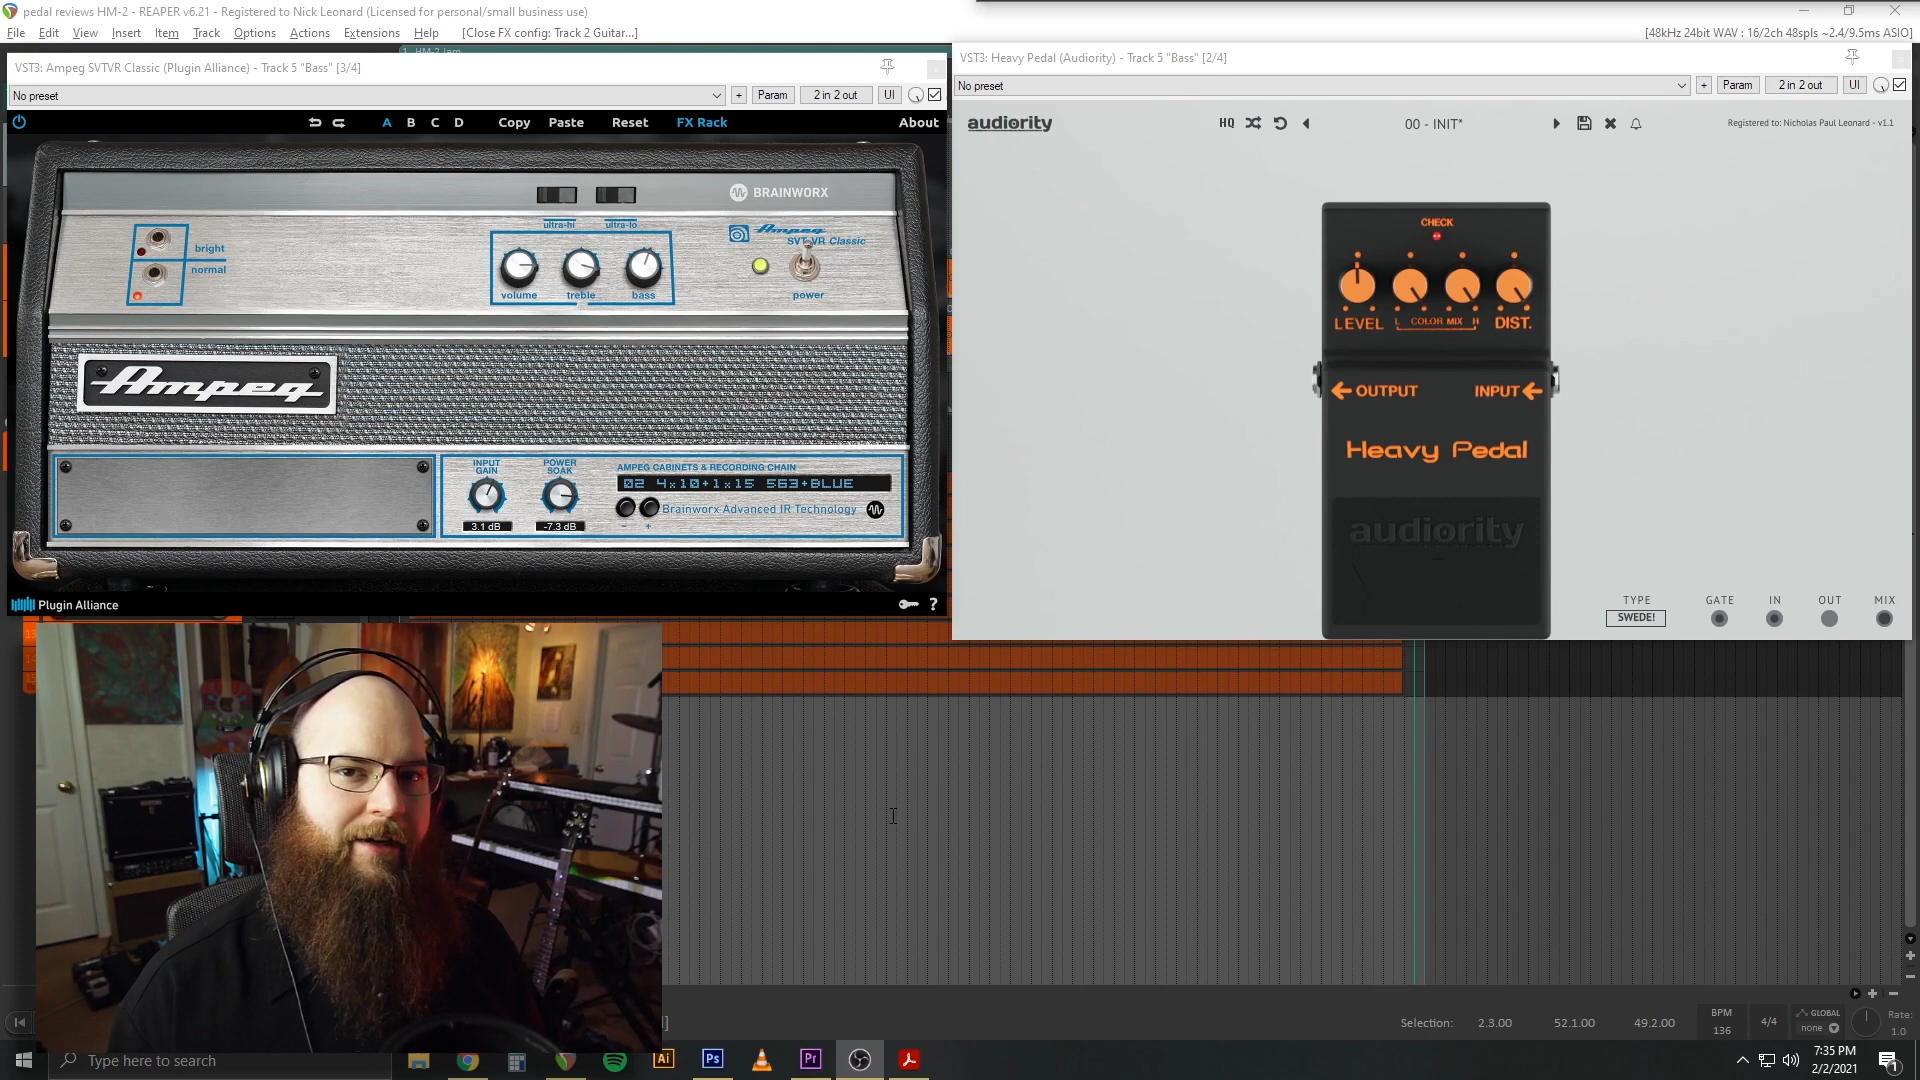 pedal reviews HM-2 - REAPER v6.21 - Registered to Nick Leonard (Licensed for personal/small business use)
File Edit View Insert Item Track Options Actions Extensions Help [Close FX config: Track 2 Guitar...]
[48kHz 24bit WAV : 16/2ch 48spls ~2.4/9.5ms ASIO]
VST3: Ampeg SVTVR Classic (Plugin Alliance) - Track 5 "Bass" [3/4]
No preset
+ Param 2 in 2 out UI
A B C D Copy Paste Reset FX Rack About
BRAINWORX
ultra-hi ultra-lo
bright
normal
volume treble bass
Ampeg
SVT-VR Classic
power
Ampeg
INPUT GAIN
POWER SOAK
3.1 dB
-7.3 dB
AMPEG CABINETS & RECORDING CHAIN
02 4x10+1x15 S63+BLUE
- +
Brainworx Advanced IR Technology
Plugin Alliance
?
VST3: Heavy Pedal (Audiority) - Track 5 "Bass" [2/4]
No preset
+ Param 2 in 2 out UI
audiority
HQ
00 - INIT*
Registered to: Nicholas Paul Leonard - v1.1
CHECK
LEVEL L COLOR MIX H DIST.
OUTPUT INPUT
Heavy Pedal
audiority
TYPE GATE IN OUT MIX
SWEDE!
Selection: 2.3.00 52.1.00 49.2.00
BPM
136
4/4
GLOBAL
none
Rate:
1.0
Type here to search
Ai Ps Pr
7:35 PM
2/2/2021
1